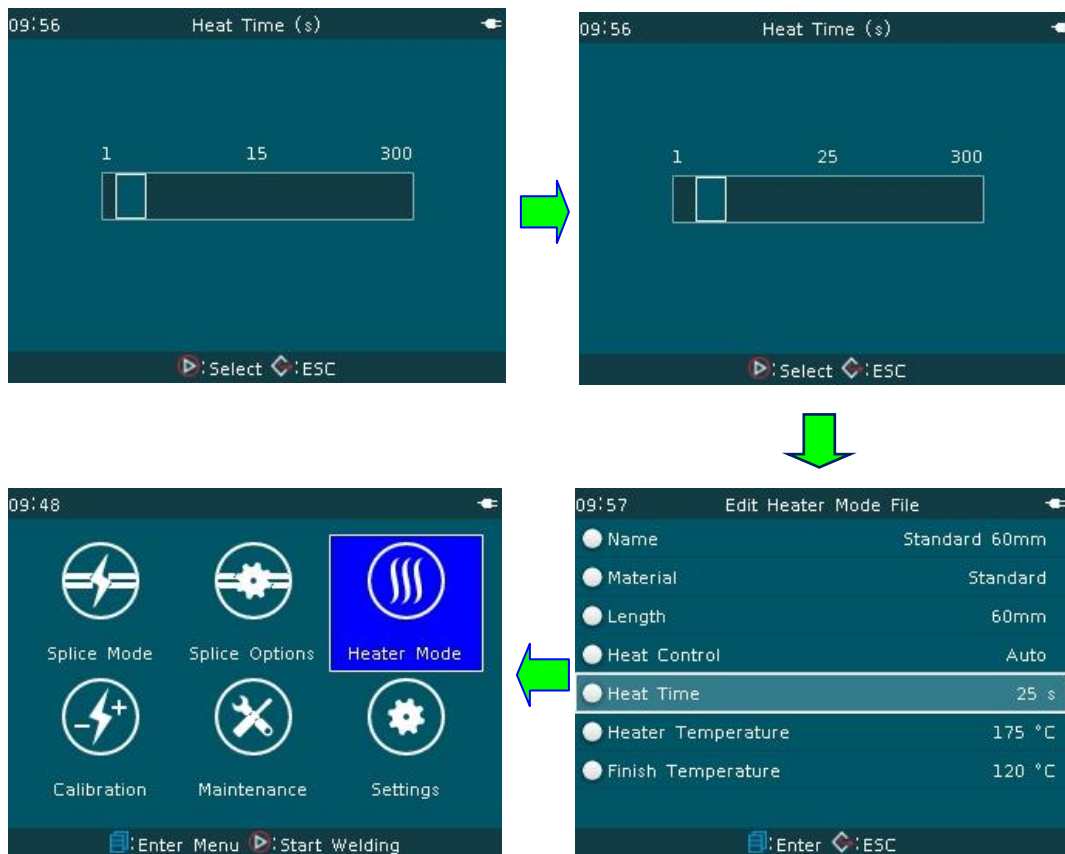 09:56 Heat Time (s)
1 15 300
Select ESC
09:56 Heat Time (s)
1 25 300
Select ESC
09:48
Splice Mode Splice Options Heater Mode
Calibration Maintenance Settings
Enter Menu Start Welding
09:57 Edit Heater Mode File
Name Standard 60mm
Material Standard
Length 60mm
Heat Control Auto
Heat Time 25 s
Heater Temperature 175 °C
Finish Temperature 120 °C
Enter ESC